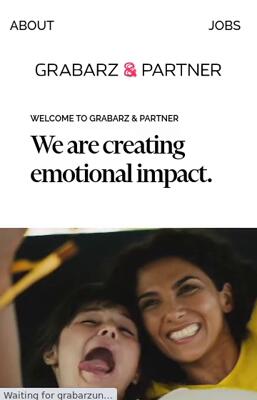 ABOUT JOBS
GRABARZ & PARTNER
WELCOME TO GRABARZ & PARTNER
We are creating
emotional impact.
Waiting for grabarzun...